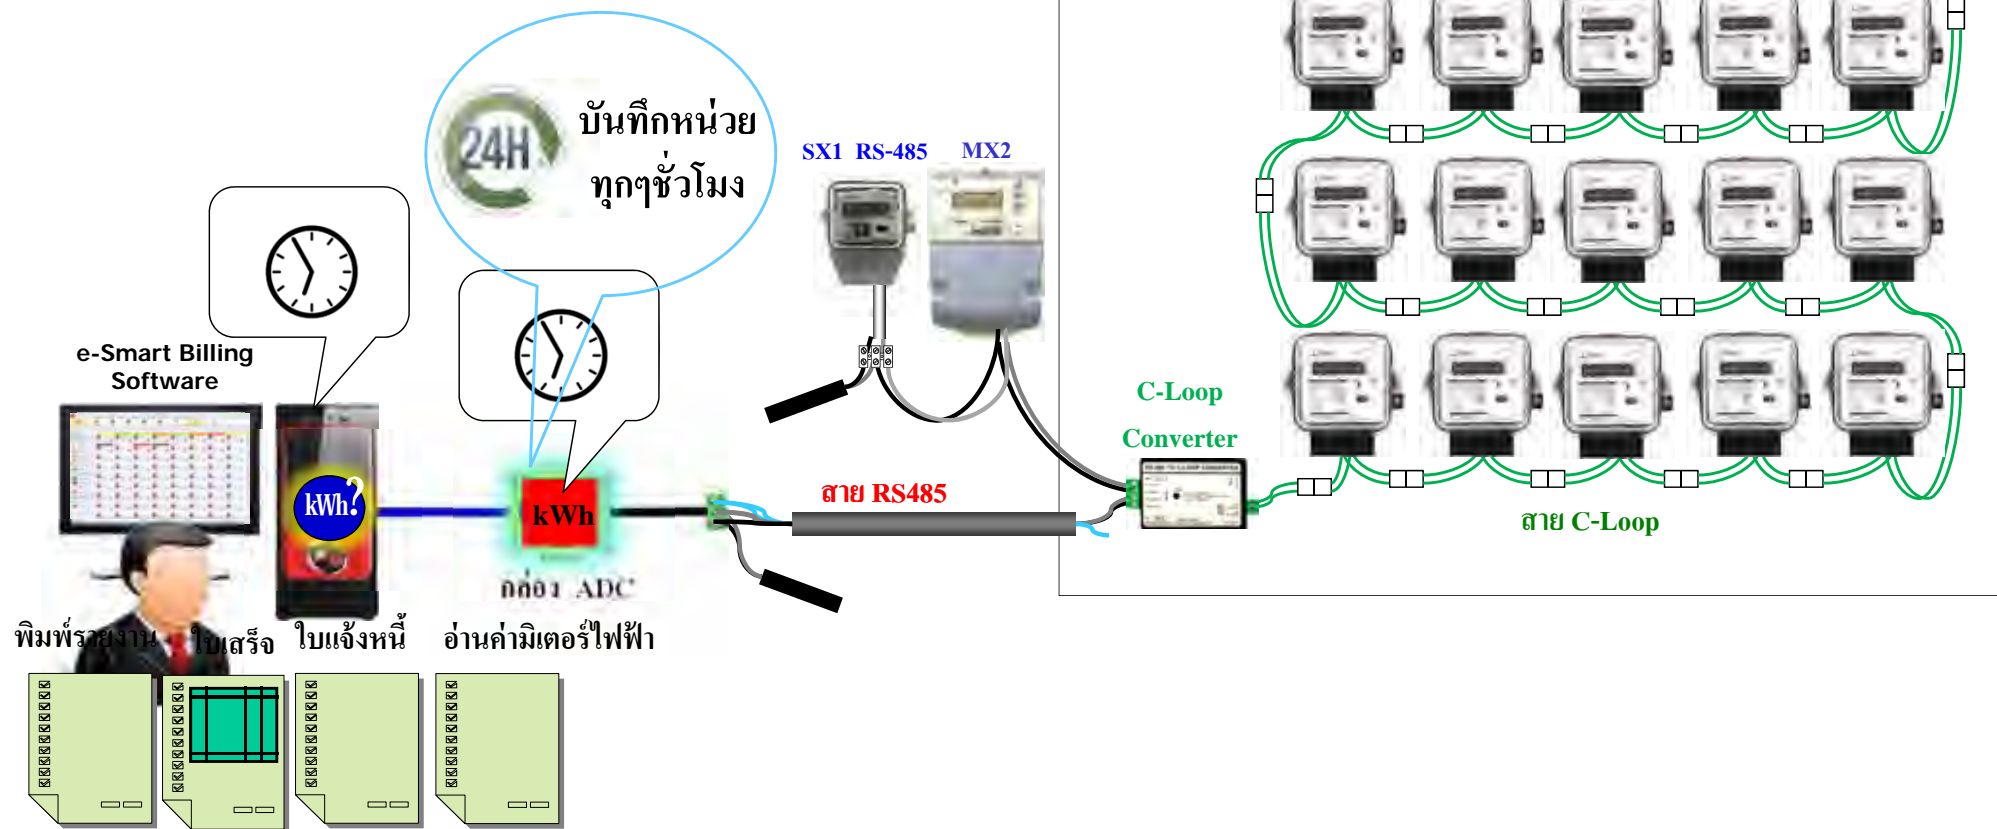 24H
บันทึกหน่วย
ทุกๆชั่วโมง
SX1 RS-485 MX2
e-Smart Billing
Software
C-Loop
Converter
kWh?
kWh
สาย RS485
สาย C-Loop
กล่อง ADC
พิมพ์รายงาน ใบเสร็จ ใบแจ้งหนี้ อ่านค่ามิเตอร์ไฟฟ้า